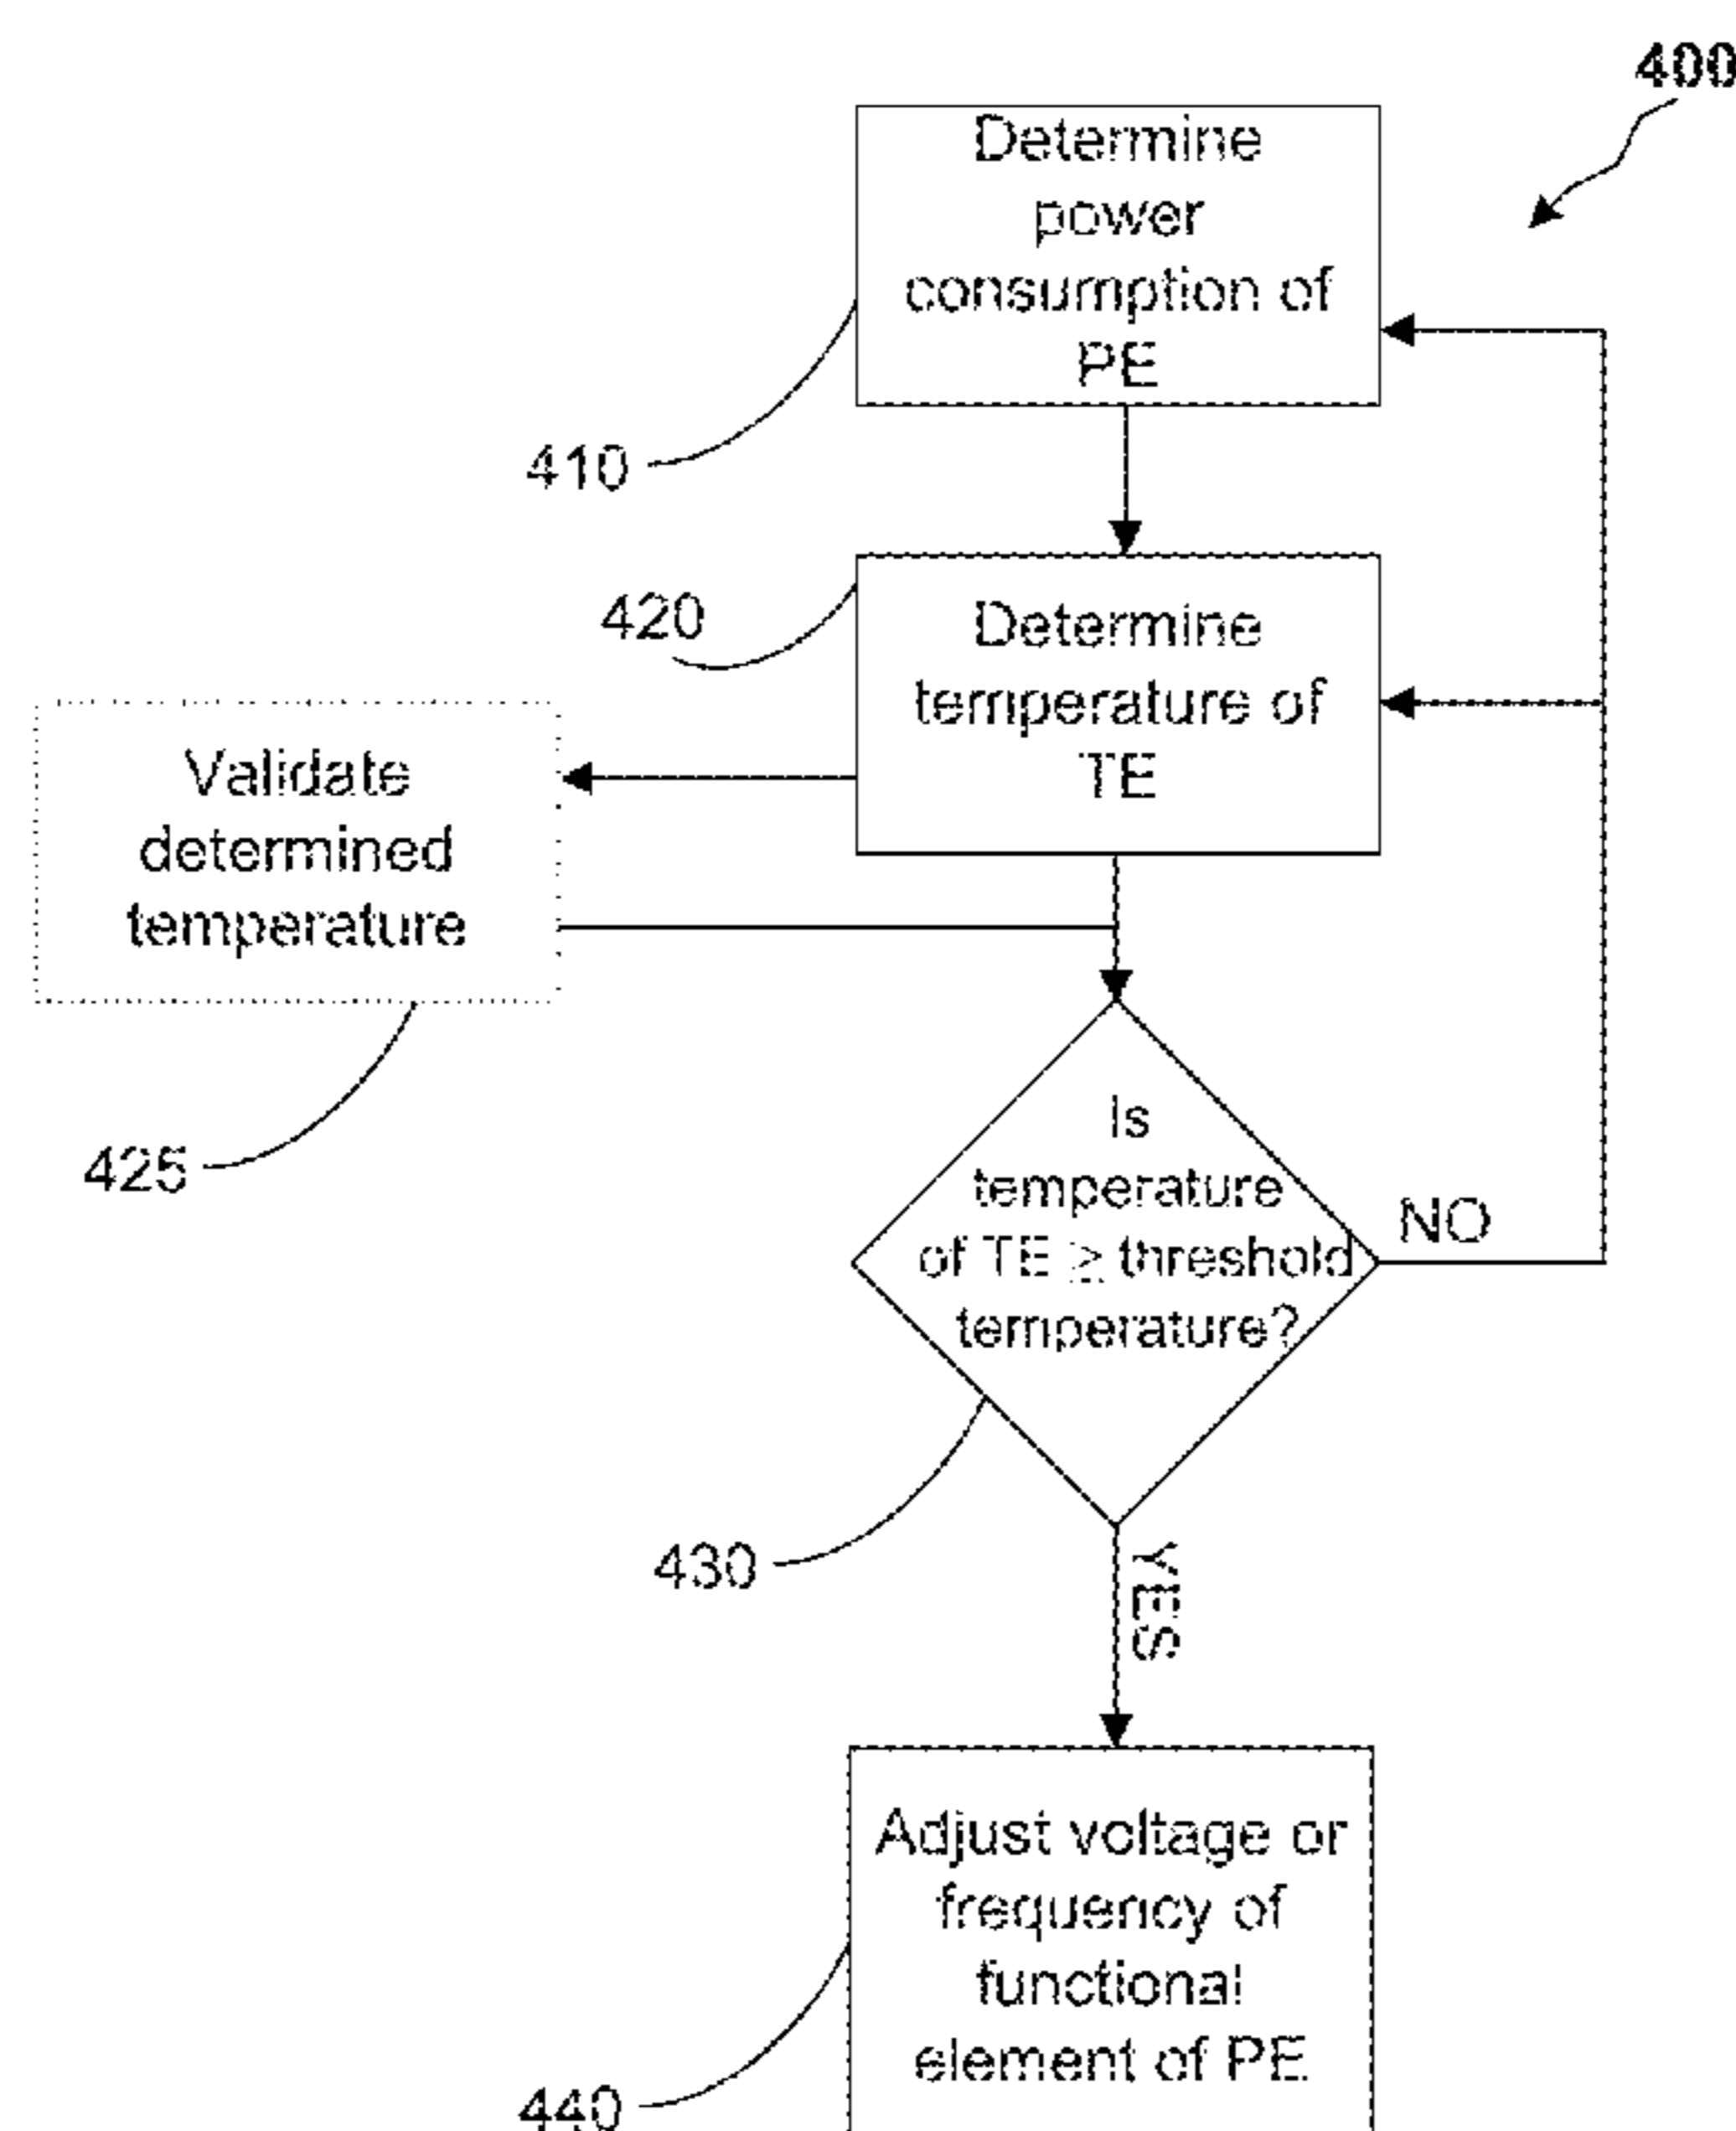 400
Determine
power
consumption of
PE
410
420
Determine
temperature of
TE
Validate
determined
temperature
425
Is
temperature
of TE ≥ threshold
temperature?
NO
430
YES
Adjust voltage or
frequency of
functional
element of PE
440